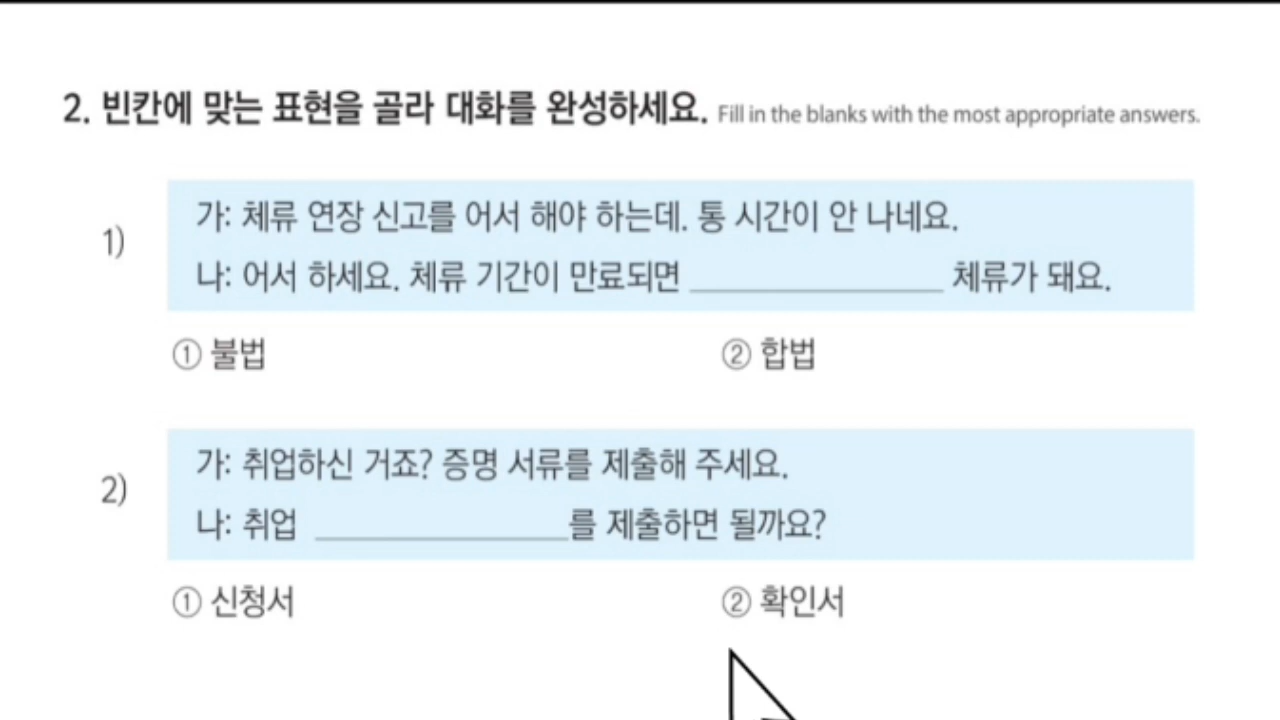 2. 빈칸에 맞는 표현을 골라 대화를 완성하세요. Fill in the blanks with the most appropriate answers.
1)
가: 체류 연장 신고를 어서 해야 하는데. 통 시간이 안 나네요.
나: 어서 하세요. 체류 기간이 만료되면 ____________ 체류가 돼요.
① 불법 ② 합법
2)
가: 취업하신 거죠? 증명 서류를 제출해 주세요.
나: 취업 ____________를 제출하면 될까요?
① 신청서 ② 확인서